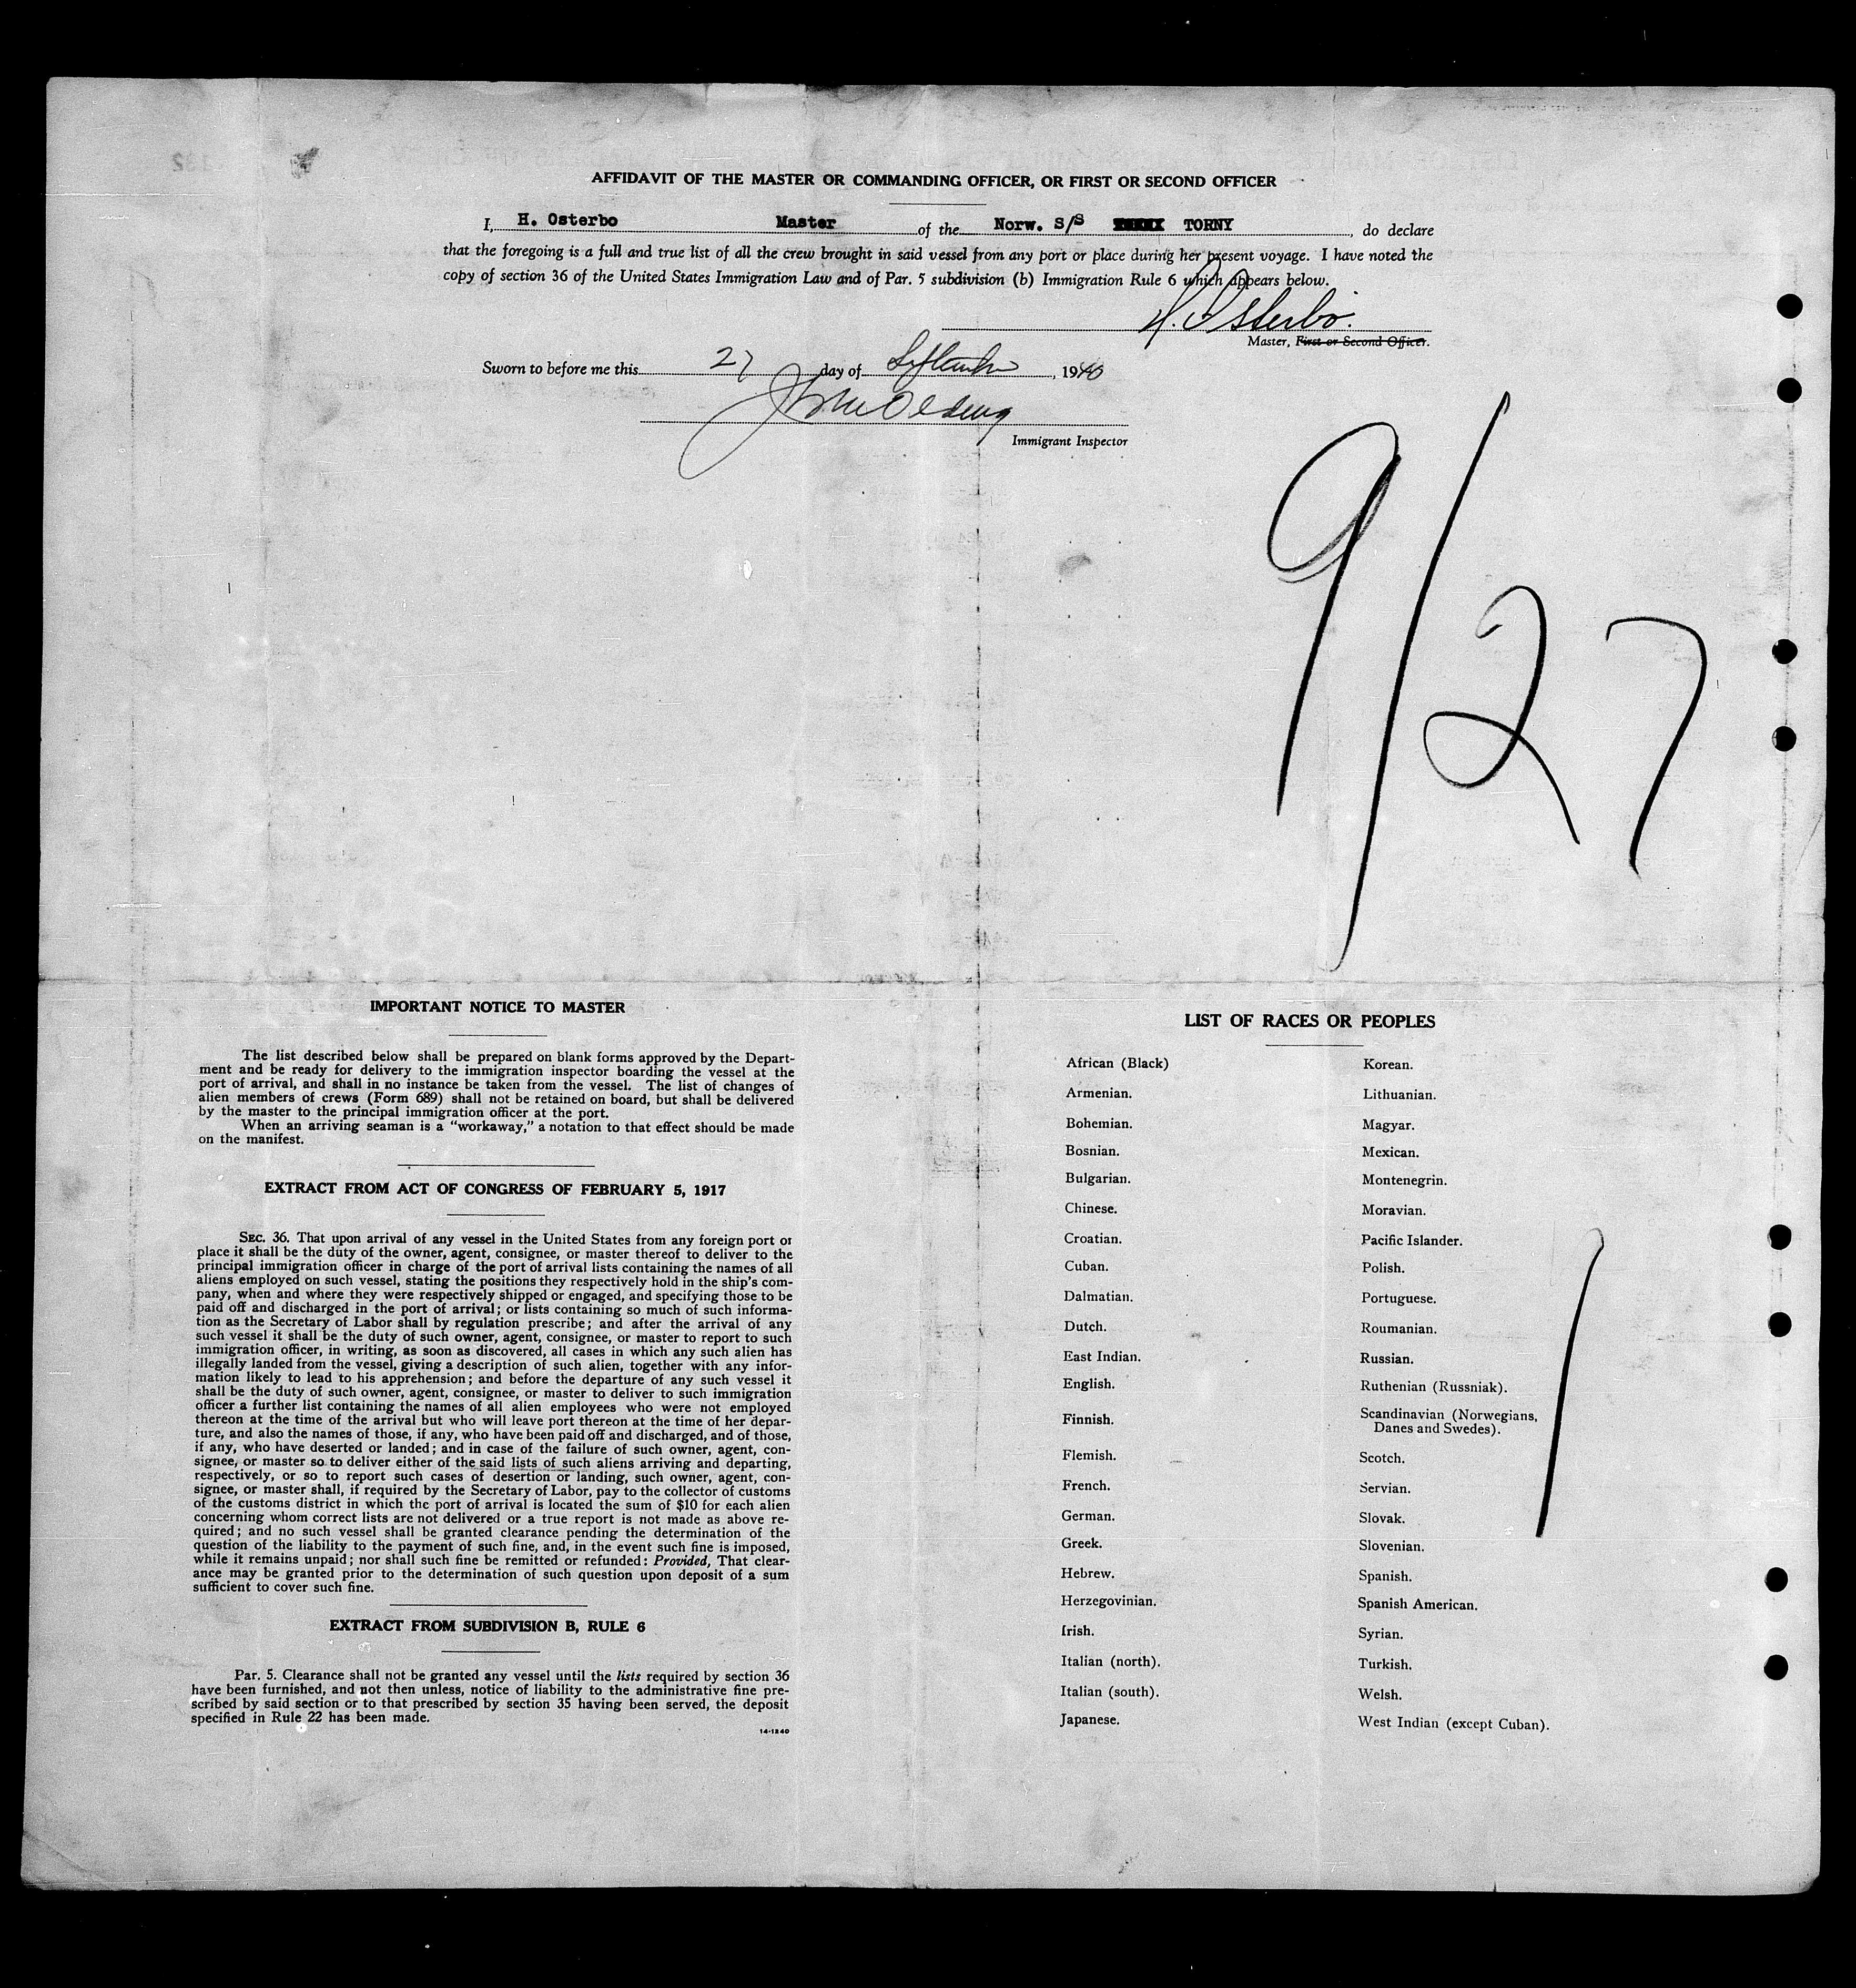 AFFIDAVIT OF THE MASTER OR COMMANDING OFFICER, OR FIRST OR SECOND OFFICER
I, H. Osterbo Master of the Norw. S/S TORNY, do declare
that the foregoing is a full and true list of all the crew brought in said vessel from any port or place during her present voyage. I have noted the
copy of section 36 of the United States Immigration Law and of Par. 5 subdivision (b) Immigration Rule 6 which appears below.
H. Osterbo.
Master, First or Second Officer.
Sworn to before me this 27 day of September, 1940
Immigrant Inspector
9/27
IMPORTANT NOTICE TO MASTER
The list described below shall be prepared on blank forms approved by the Depart-
ment and be ready for delivery to the immigration inspector boarding the vessel at the
port of arrival, and shall in no instance be taken from the vessel. The list of changes of
alien members of crews (Form 689) shall not be retained on board, but shall be delivered
by the master to the principal immigration officer at the port.
When an arriving seaman is a "workaway," a notation to that effect should be made
on the manifest.
EXTRACT FROM ACT OF CONGRESS OF FEBRUARY 5, 1917
SEC. 36. That upon arrival of any vessel in the United States from any foreign port or
place it shall be the duty of the owner, agent, consignee, or master thereof to deliver to the
principal immigration officer in charge of the port of arrival lists containing the names of all
aliens employed on such vessel, stating the positions they respectively hold in the ship's com-
pany, when and where they were respectively shipped or engaged, and specifying those to be
paid off and discharged in the port of arrival; or lists containing so much of such informa-
tion as the Secretary of Labor shall by regulation prescribe; and after the arrival of any
such vessel it shall be the duty of such owner, agent, consignee, or master to report to such
immigration officer, in writing, as soon as discovered, all cases in which any such alien has
illegally landed from the vessel, giving a description of such alien, together with any infor-
mation likely to lead to his apprehension; and before the departure of any such vessel it
shall be the duty of such owner, agent, consignee, or master to deliver to such immigration
officer a further list containing the names of all alien employees who were not employed
thereon at the time of the arrival but who will leave port thereon at the time of her depar-
ture, and also the names of those, if any, who have been paid off and discharged, and of those,
if any, who have deserted or landed; and in case of the failure of such owner, agent, con-
signee, or master so to deliver either of the said lists of such aliens arriving and departing,
respectively, or so to report such cases of desertion or landing, such owner, agent, con-
signee, or master shall, if required by the Secretary of Labor, pay to the collector of customs
of the customs district in which the port of arrival is located the sum of $10 for each alien
concerning whom correct lists are not delivered or a true report is not made as above re-
quired; and no such vessel shall be granted clearance pending the determination of the
question of the liability to the payment of such fine, and, in the event such fine is imposed,
while it remains unpaid; nor shall such fine be remitted or refunded: Provided, That clear-
ance may be granted prior to the determination of such question upon deposit of a sum
sufficient to cover such fine.
EXTRACT FROM SUBDIVISION B, RULE 6
Par. 5. Clearance shall not be granted any vessel until the lists required by section 36
have been furnished, and not then unless, notice of liability to the administrative fine pre-
scribed by said section or to that prescribed by section 35 having been served, the deposit
specified in Rule 22 has been made.
14-1240
LIST OF RACES OR PEOPLES
African (Black)
Armenian.
Bohemian.
Bosnian.
Bulgarian.
Chinese.
Croatian.
Cuban.
Dalmatian.
Dutch.
East Indian.
English.
Finnish.
Flemish.
French.
German.
Greek.
Hebrew.
Herzegovinian.
Irish.
Italian (north).
Italian (south).
Japanese.
Korean.
Lithuanian.
Magyar.
Mexican.
Montenegrin.
Moravian.
Pacific Islander.
Polish.
Portuguese.
Roumanian.
Russian.
Ruthenian (Russniak).
Scandinavian (Norwegians,
Danes and Swedes).
Scotch.
Servian.
Slovak.
Slovenian.
Spanish.
Spanish American.
Syrian.
Turkish.
Welsh.
West Indian (except Cuban).